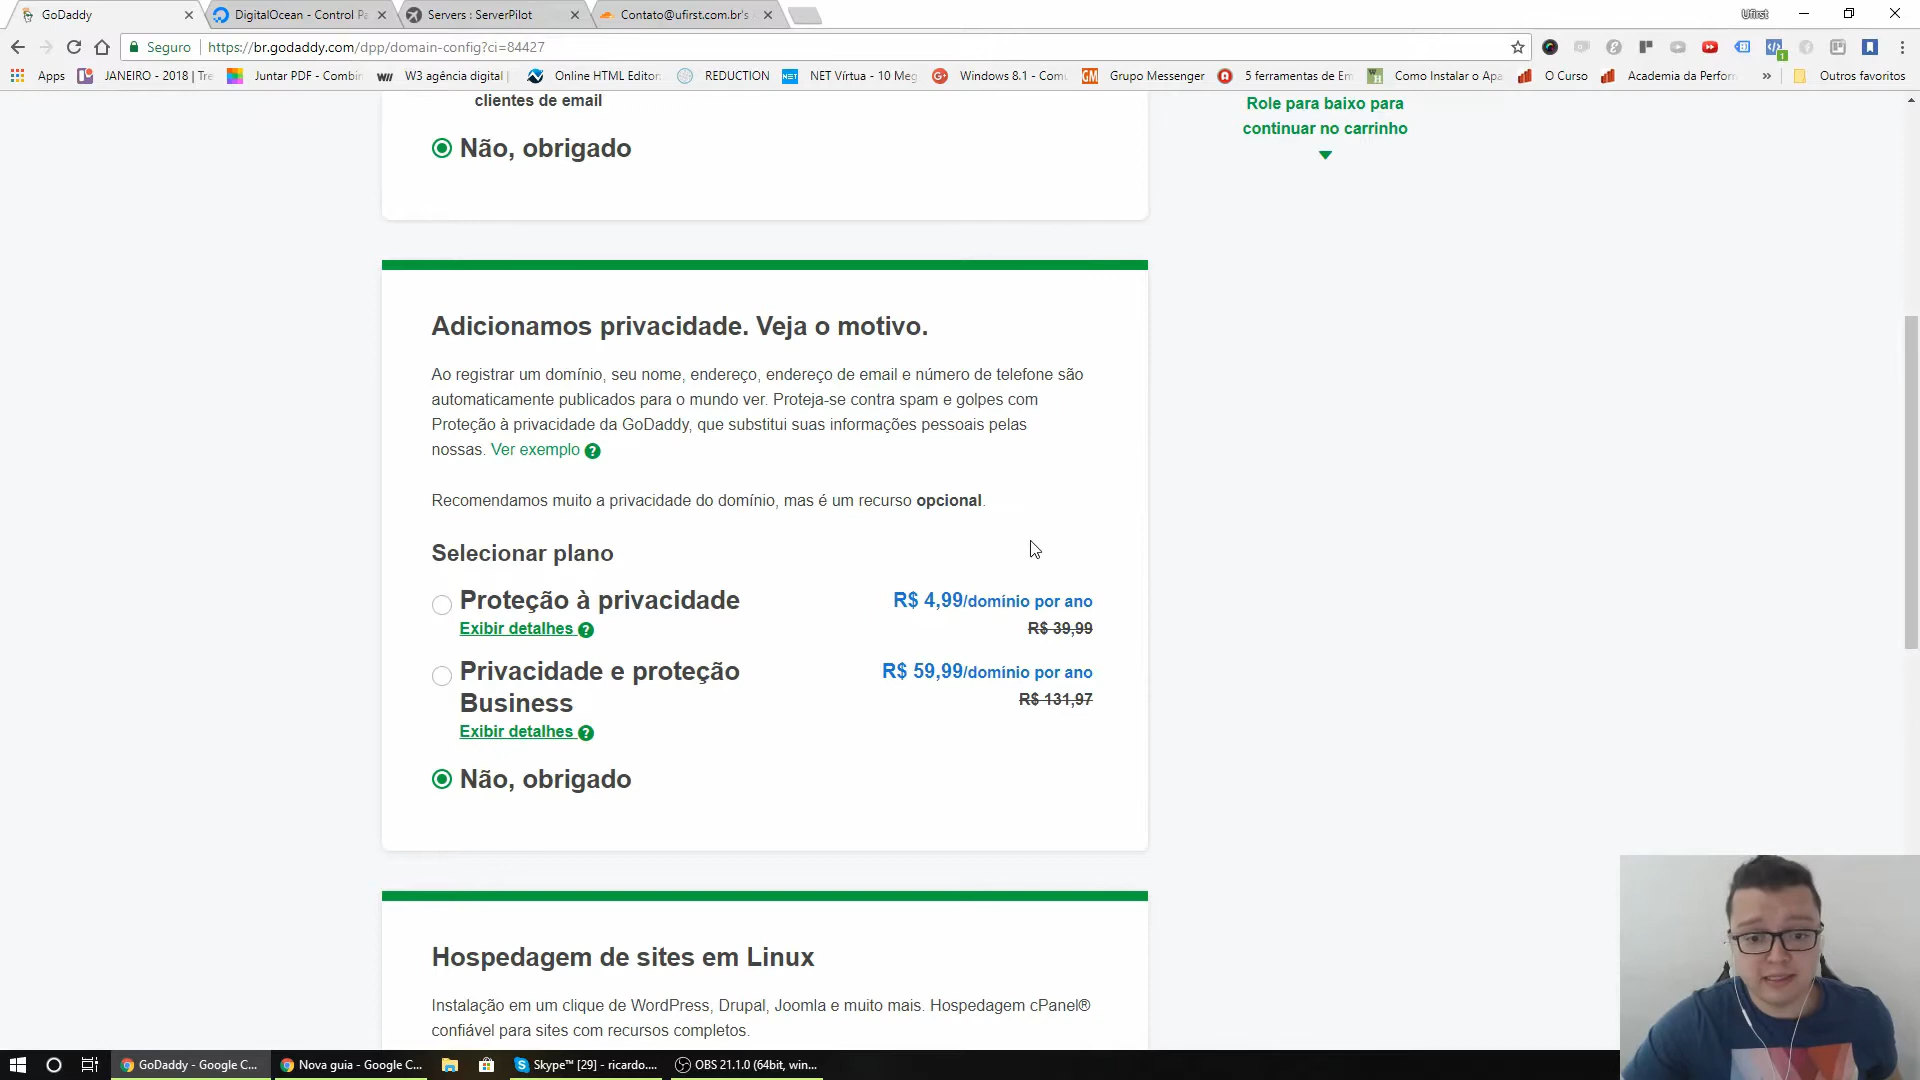 GoDaddy
DigitalOcean - Control Pa
Servers : ServerPilot
Contato@ufirst.com.br's
Ufirst
Seguro
https://br.godaddy.com/dpp/domain-config?ci=84427
Apps
JANEIRO - 2018 | Tre
Juntar PDF - Combin
W3 agência digital |
Online HTML Editor
REDUCTION
NET Vírtua - 10 Meg
Windows 8.1 - Com
Grupo Messenger
5 ferramentas de Em
Como Instalar o Apa
O Curso
Academia da Perfor
»
Outros favoritos
clientes de email
Não, obrigado
Role para baixo para
continuar no carrinho
Adicionamos privacidade. Veja o motivo.
Ao registrar um domínio, seu nome, endereço, endereço de email e número de telefone são
automaticamente publicados para o mundo ver. Proteja-se contra spam e golpes com
Proteção à privacidade da GoDaddy, que substitui suas informações pessoais pelas
nossas. Ver exemplo ?
Recomendamos muito a privacidade do domínio, mas é um recurso opcional.
Selecionar plano
Proteção à privacidade
R$ 4,99/domínio por ano
Exibir detalhes ?
R$ 39,99
Privacidade e proteção
Business
R$ 59,99/domínio por ano
R$ 131,97
Exibir detalhes ?
Não, obrigado
Hospedagem de sites em Linux
Instalação em um clique de WordPress, Drupal, Joomla e muito mais. Hospedagem cPanel®
confiável para sites com recursos completos.
GoDaddy - Google C...
Nova guia - Google C...
Skype™ [29] - ricardo....
OBS 21.1.0 (64bit, win...